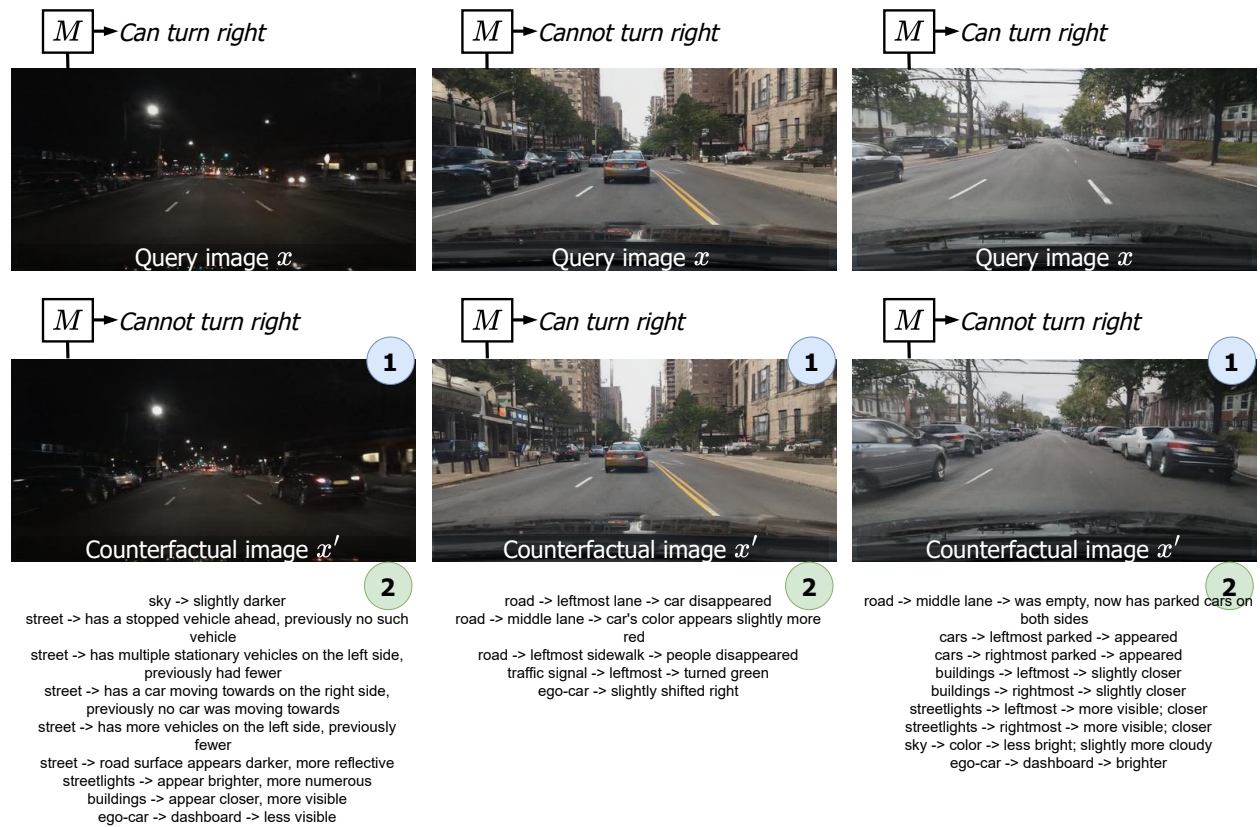 M Can turn right
Query image x
M Cannot turn right
1
Counterfactual image x′
2
sky -> slightly darker
street -> has a stopped vehicle ahead, previously no such
vehicle
street -> has multiple stationary vehicles on the left side,
previously had fewer
street -> has a car moving towards on the right side,
previously no car was moving towards
street -> has more vehicles on the left side, previously
fewer
street -> road surface appears darker, more reflective
streetlights -> appear brighter, more numerous
buildings -> appear closer, more visible
ego-car -> dashboard -> less visible
M Cannot turn right
Query image x
M Can turn right
1
Counterfactual image x′
2
road -> leftmost lane -> car disappeared
road -> middle lane -> car's color appears slightly more
red
road -> leftmost sidewalk -> people disappeared
traffic signal -> leftmost -> turned green
ego-car -> slightly shifted right
M Can turn right
Query image x
M Cannot turn right
1
Counterfactual image x′
2
road -> middle lane -> was empty, now has parked cars on
both sides
cars -> leftmost parked -> appeared
cars -> rightmost parked -> appeared
buildings -> leftmost -> slightly closer
buildings -> rightmost -> slightly closer
streetlights -> leftmost -> more visible; closer
streetlights -> rightmost -> more visible; closer
sky -> color -> less bright; slightly more cloudy
ego-car -> dashboard -> brighter